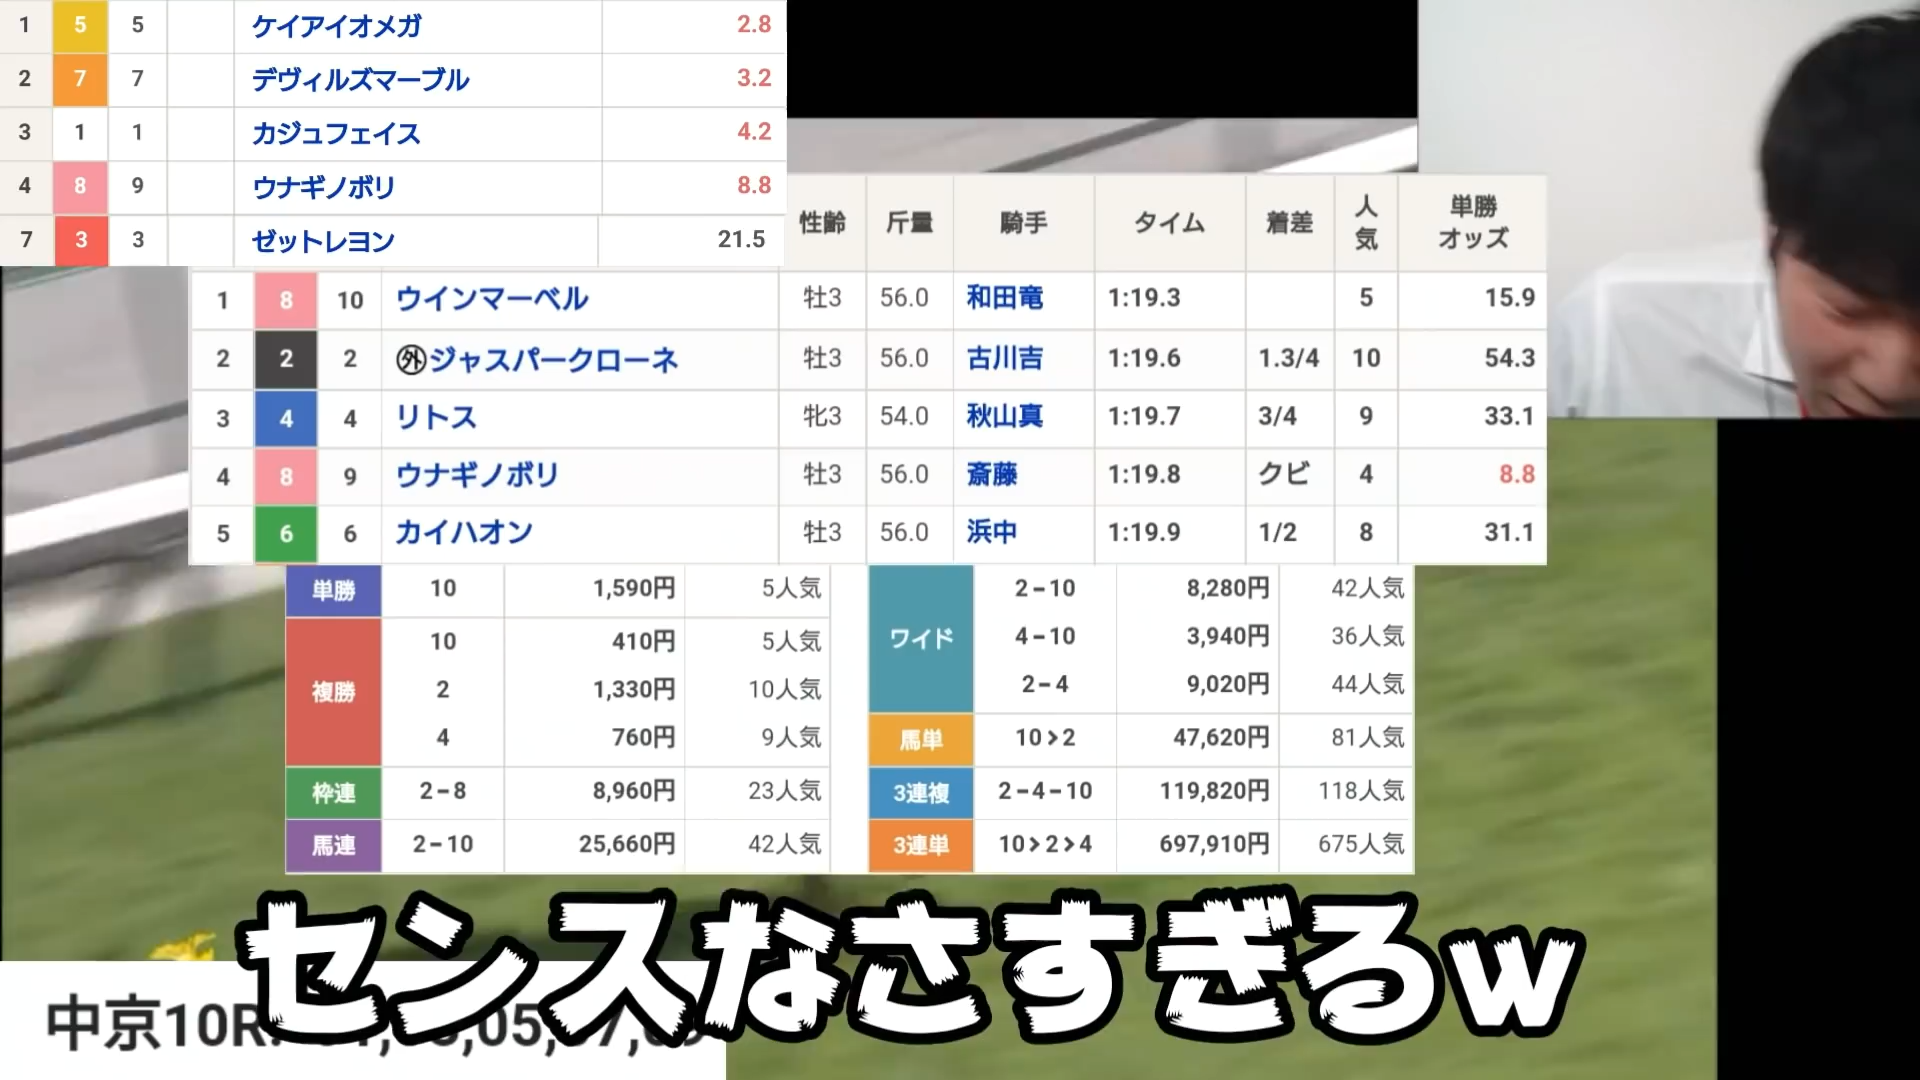 1 5 5 ケイアイオメガ 2.8
2 7 7 デヴィルズマーブル 3.2
3 1 1 カジュフェイス 4.2
4 8 9 ウナギノボリ 8.8
7 3 3 ゼットレヨン 21.5
性齢 斤量 騎手 タイム 着差 人気 単勝オッズ
1 8 10 ウインマーベル 牡3 56.0 和田竜 1:19.3 5 15.9
2 2 2 外ジャスパークローネ 牡3 56.0 古川吉 1:19.6 1.3/4 10 54.3
3 4 4 リトス 牝3 54.0 秋山真 1:19.7 3/4 9 33.1
4 8 9 ウナギノボリ 牡3 56.0 斎藤 1:19.8 クビ 4 8.8
5 6 6 カイハオン 牡3 56.0 浜中 1:19.9 1/2 8 31.1
単勝 10 1,590円 5人気
複勝 10 410円 5人気
2 1,330円 10人気
4 760円 9人気
枠連 2-8 8,960円 23人気
馬連 2-10 25,660円 42人気
ワイド 2-10 8,280円 42人気
4-10 3,940円 36人気
2-4 9,020円 44人気
馬単 10>2 47,620円 81人気
3連複 2-4-10 119,820円 118人気
3連単 10>2>4 697,910円 675人気
センスなさすぎるw
中京10R